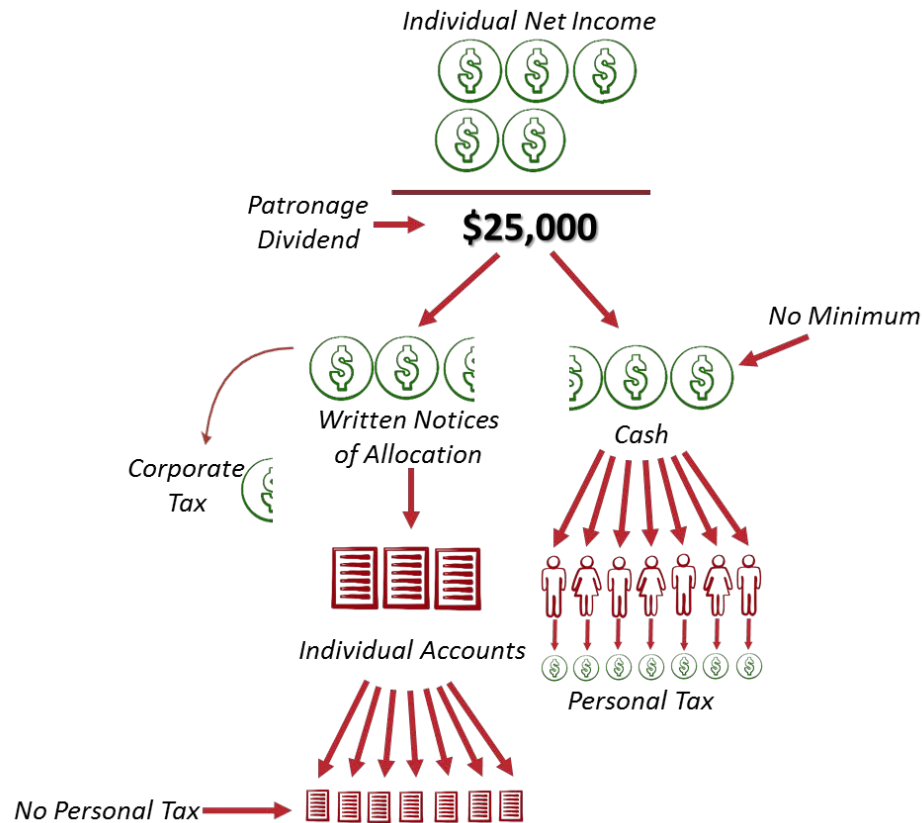 Individual Net Income
Patronage
Dividend
$25,000
No Minimum
Written Notices
of Allocation
Cash
Corporate
Tax
Individual Accounts
Personal Tax
No Personal Tax